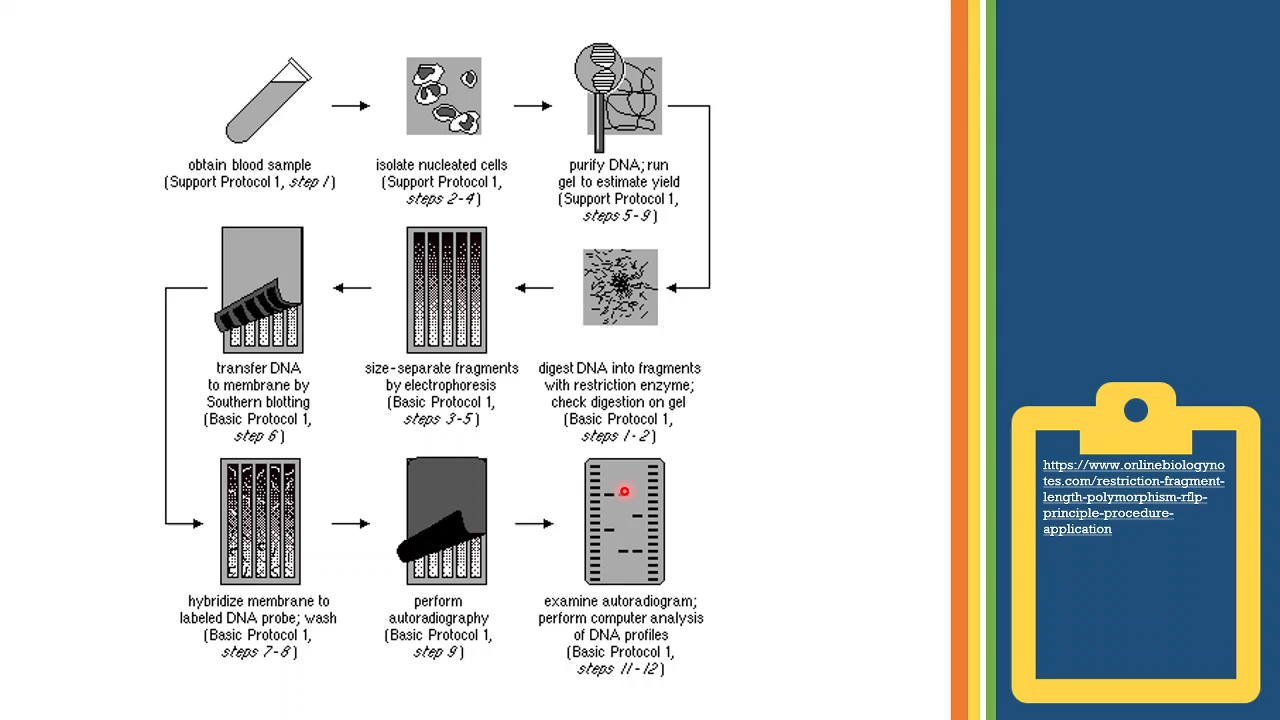 obtain blood sample
(Support Protocol 1, step 1)
isolate nucleated cells
(Support Protocol 1,
steps 2-4)
purify DNA; run
gel to estimate yield
(Support Protocol 1,
steps 5-9)
transfer DNA
to membrane by
Southern blotting
(Basic Protocol 1,
step 6)
size-separate fragments
by electrophoresis
(Basic Protocol 1,
steps 3-5)
digest DNA into fragments
with restriction enzyme;
check digestion on gel
(Basic Protocol 1,
steps 1-2)
hybridize membrane to
labeled DNA probe; wash
(Basic Protocol 1,
steps 7-8)
perform
autoradiography
(Basic Protocol 1,
step 9)
examine autoradiogram;
perform computer analysis
of DNA profiles
(Basic Protocol 1,
steps 11-12)
https://www.onlinebiologyno
tes.com/restriction-fragment-
length-polymorphism-rflp-
principle-procedure-
application